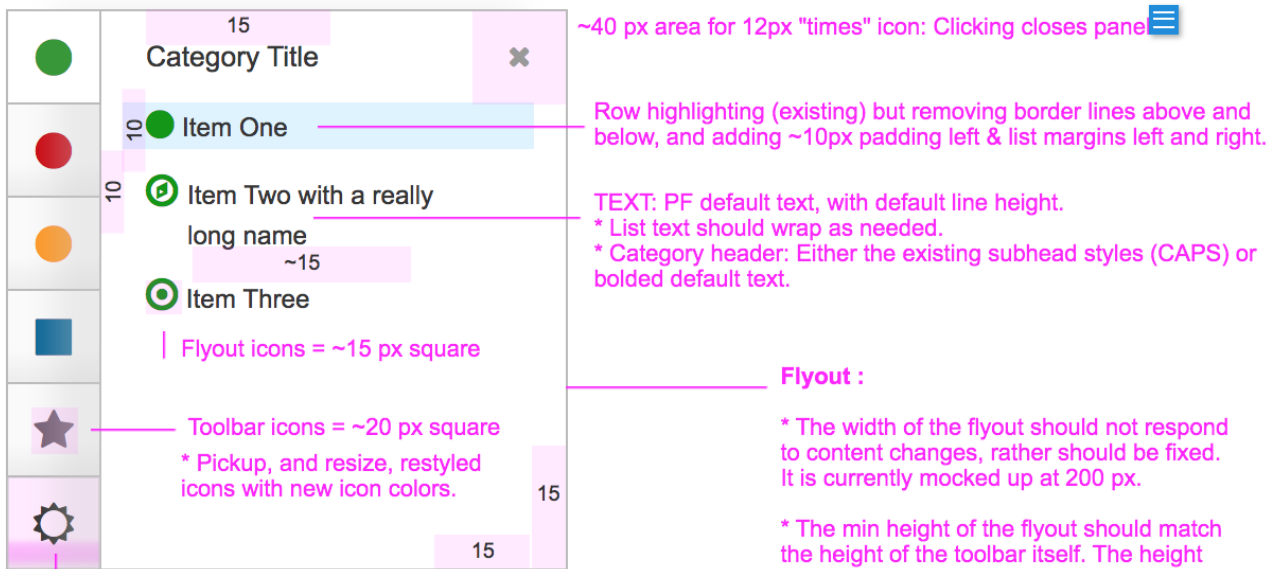 15
~40 px area for 12px "times" icon: Clicking closes panel
Category Title
10
Item One
Row highlighting (existing) but removing border lines above and
below, and adding ~10px padding left & list margins left and right.
10
Item Two with a really
long name
~15
TEXT: PF default text, with default line height.
* List text should wrap as needed.
* Category header: Either the existing subhead styles (CAPS) or
bolded default text.
Item Three
Flyout icons = ~15 px square
Toolbar icons = ~20 px square
* Pickup, and resize, restyled
icons with new icon colors.
15
15
Flyout :
* The width of the flyout should not respond
to content changes, rather should be fixed.
It is currently mocked up at 200 px.
* The min height of the flyout should match
the height of the toolbar itself. The height